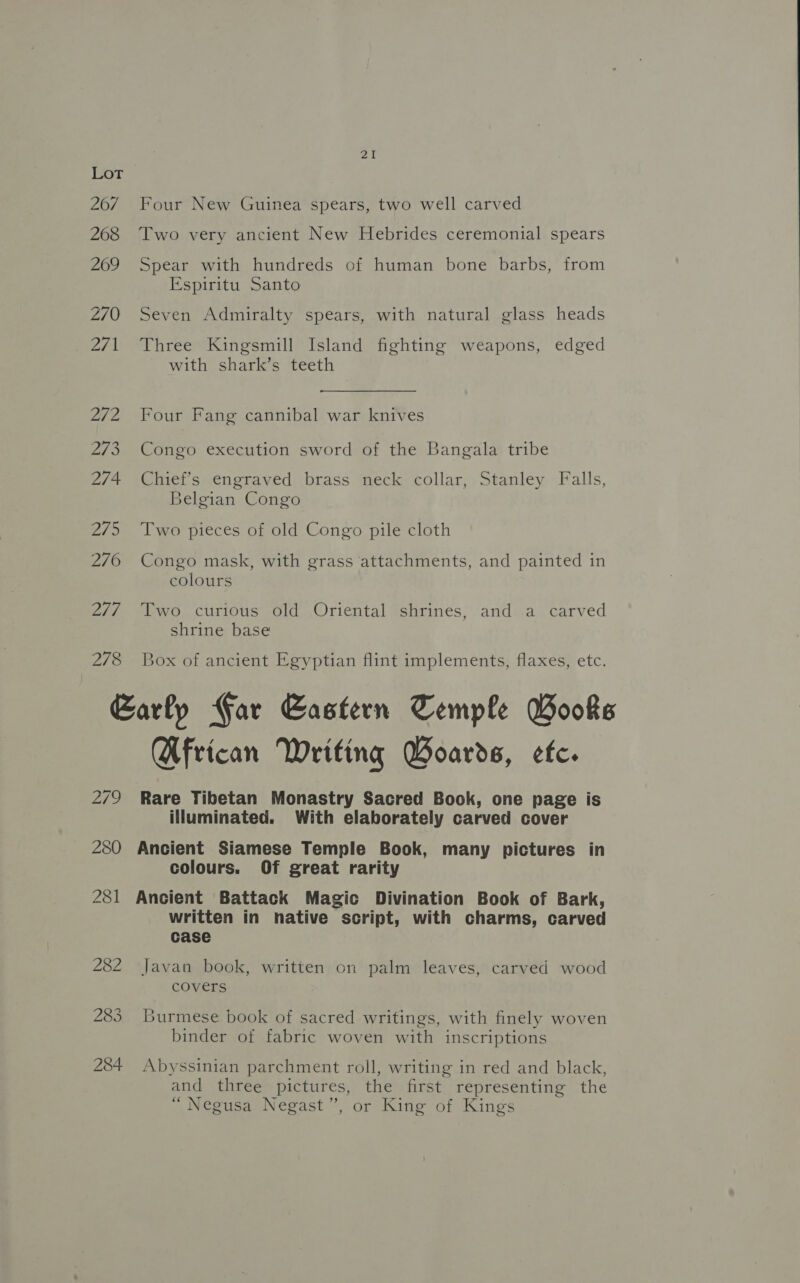 21
Lot
267 Four New Guinea spears, two well carved
268 Two very ancient New Hebrides ceremonial spears
269 Spear with hundreds of human bone barbs, from
Espiritu Santo
270 Seven Admiralty spears, with natural glass heads
271 Three Kingsmill Island fighting weapons, edged
with shark's teeth
272 Four Fang cannibal war knives
273 Congo execution sword of the Bangala tribe
274 Chief's engraved brass neck collar, Stanley Falls,
Belgian Congo
275 Two pieces of old Congo pile cloth
276 Congo mask, with grass attachments, and painted in
colours
277 Two curious old Oriental shrines, and a carved
shrine base
278 Box of ancient Egyptian flint implements, flaxes, etc.
Early Far Eastern Temple Books
African Writing Boards, etc.
279 Rare Tibetan Monastry Sacred Book, one page is
illuminated. With elaborately carved cover
280 Ancient Siamese Temple Book, many pictures in
colours. Of great rarity
281 Ancient Battack Magic Divination Book of Bark,
written in native script, with charms, carved
case
282 Javan book, written on palm leaves, carved wood
covers
283 Burmese book of sacred writings, with finely woven
binder of fabric woven with inscriptions
284 Abyssinian parchment roll, writing in red and black,
and three pictures, the first representing the
“Negusa Negast”, or King of Kings